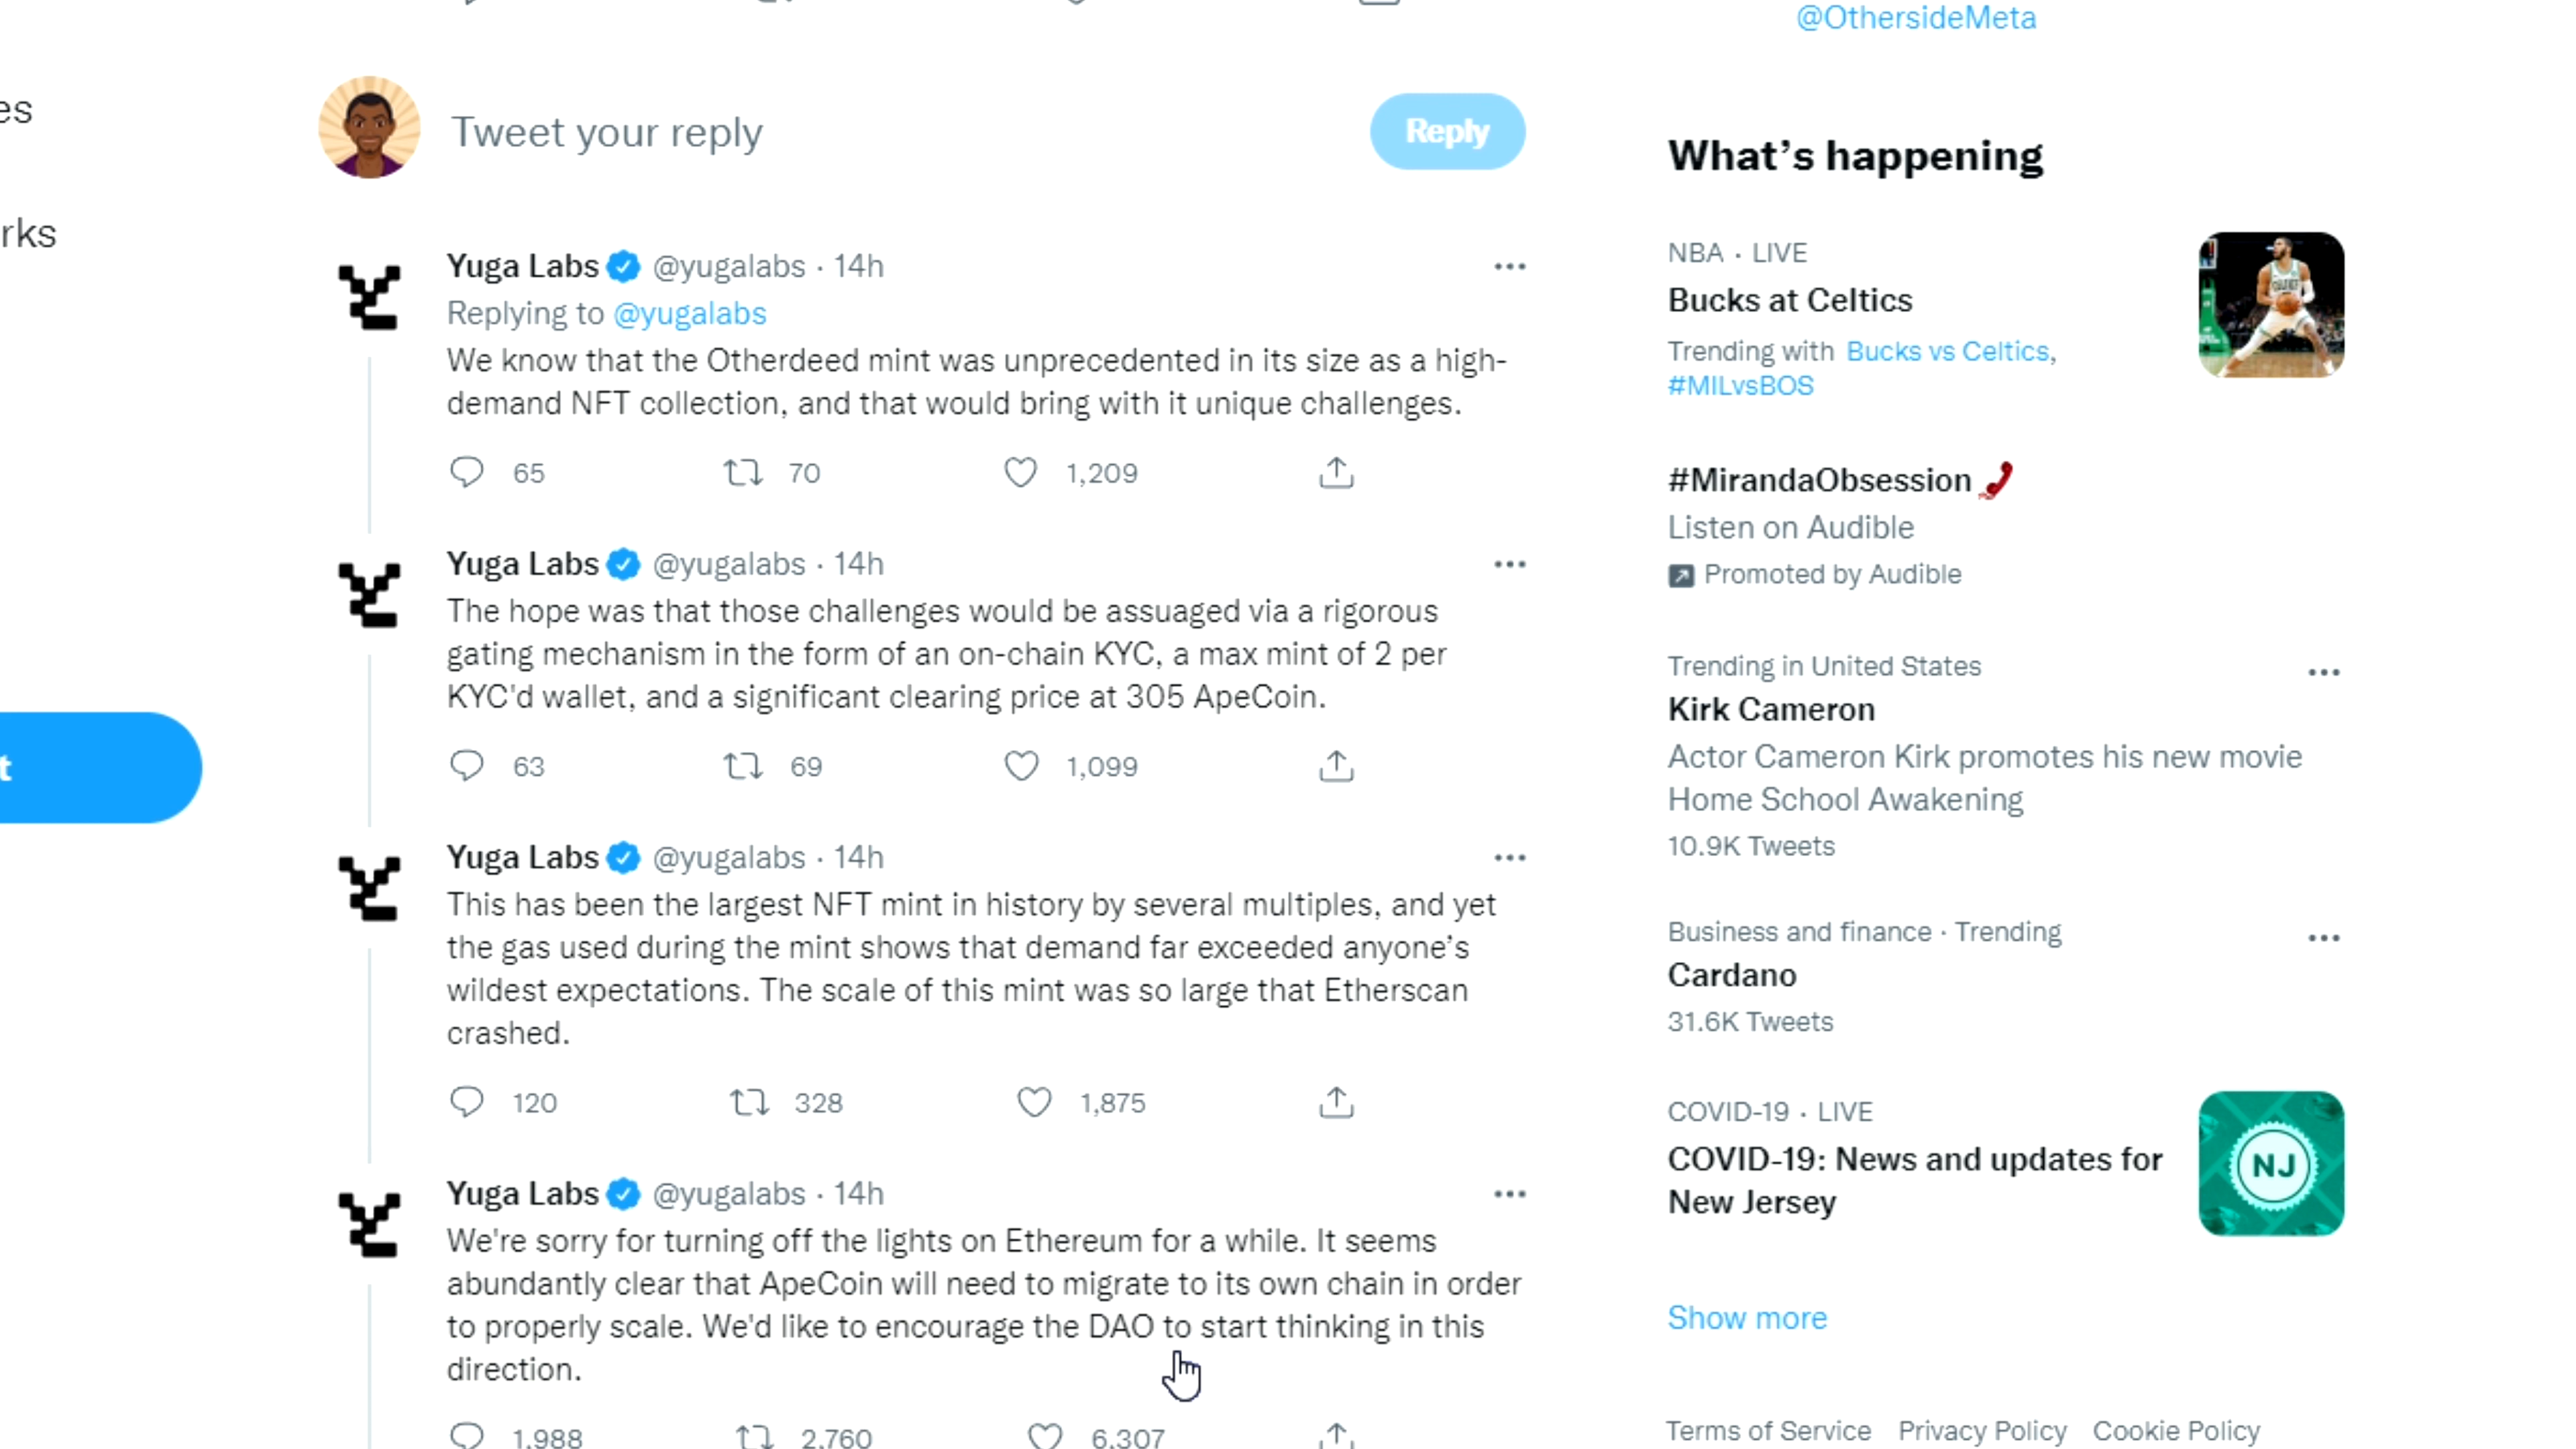 @OthersideMeta
es
rks
t
Tweet your reply
Reply
Yuga Labs @yugalabs · 14h
Replying to @yugalabs
We know that the Otherdeed mint was unprecedented in its size as a high-
demand NFT collection, and that would bring with it unique challenges.
65 70 1,209
Yuga Labs @yugalabs · 14h
The hope was that those challenges would be assuaged via a rigorous
gating mechanism in the form of an on-chain KYC, a max mint of 2 per
KYC'd wallet, and a significant clearing price at 305 ApeCoin.
63 69 1,099
Yuga Labs @yugalabs · 14h
This has been the largest NFT mint in history by several multiples, and yet
the gas used during the mint shows that demand far exceeded anyone’s
wildest expectations. The scale of this mint was so large that Etherscan
crashed.
120 328 1,875
Yuga Labs @yugalabs · 14h
We're sorry for turning off the lights on Ethereum for a while. It seems
abundantly clear that ApeCoin will need to migrate to its own chain in order
to properly scale. We'd like to encourage the DAO to start thinking in this
direction.
1,988 2,760 6,307
What’s happening
NBA · LIVE
Bucks at Celtics
Trending with Bucks vs Celtics,
#MILvsBOS
#MirandaObsession
Listen on Audible
Promoted by Audible
Trending in United States
Kirk Cameron
Actor Cameron Kirk promotes his new movie
Home School Awakening
10.9K Tweets
Business and finance · Trending
Cardano
31.6K Tweets
COVID-19 · LIVE
COVID-19: News and updates for
New Jersey
NJ
Show more
Terms of Service Privacy Policy Cookie Policy